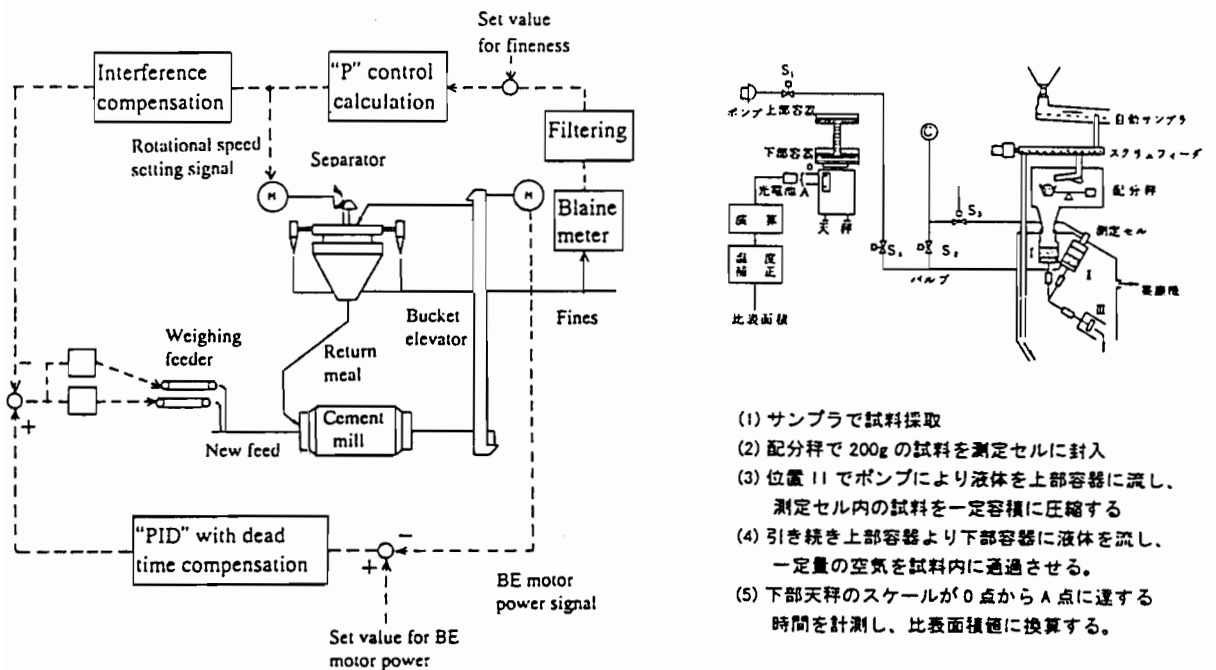 Set value
for fineness
Interference
compensation
“P” control
calculation
Filtering
Rotational speed
setting signal
Separator
M
M
Blaine
meter
Fines
Bucket
elevator
Weighing
feeder
Return
meal
Cement
mill
New feed
“PID” with dead
time compensation
BE motor
power signal
Set value for BE
motor power
−
+
−
+
S₁
ポンプ
上部容器
下部容器
光電池
A
演算
天秤
温度
補正
比表面積
C
S₃
S₂
バルブ
自動サンプラ
スクリュフィーダ
配分秤
測定セル
I
III
(1) サンプラで試料採取
(2) 配分秤で 200g の試料を測定セルに封入
(3) 位置 II でポンプにより液体を上部容器に流し、
測定セル内の試料を一定容積に圧縮する
(4) 引き続き上部容器より下部容器に液体を流し、
一定量の空気を試料内に通過させる。
(5) 下部天秤のスケールが 0 点から A 点に達する
時間を計測し、比表面積値に換算する。